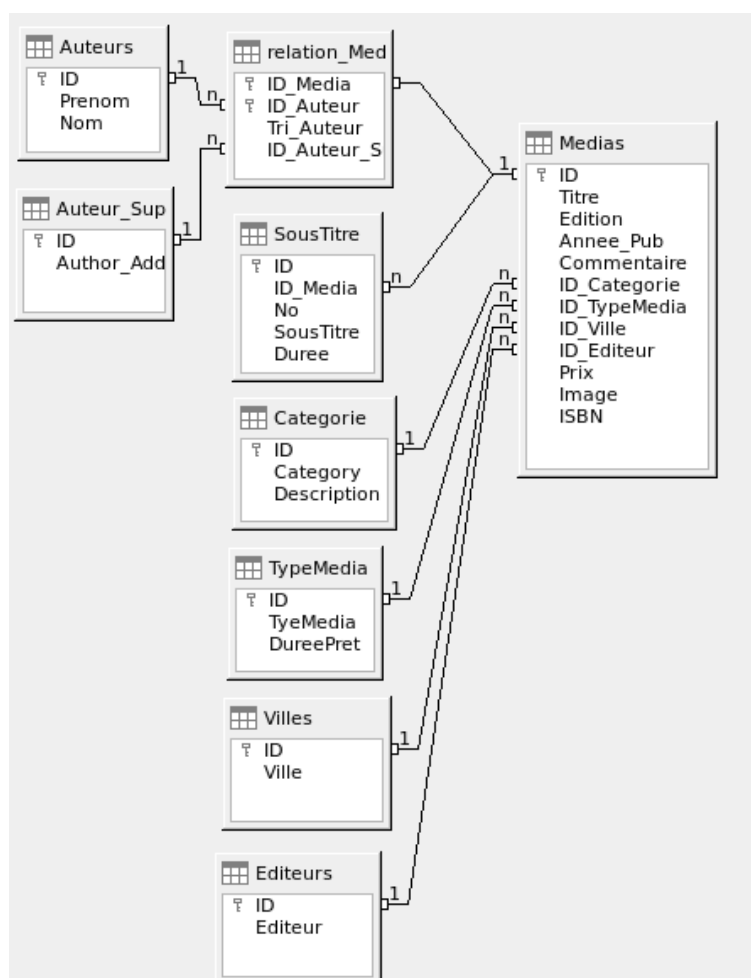 Auteurs
ID
Prenom
Nom
1
n
relation_Med
ID_Media
ID_Auteur
Tri_Auteur
ID_Auteur_S
n
Auteur_Sup
ID
Author_Add
1
SousTitre
ID
ID_Media
No
SousTitre
Duree
n
1
Medias
ID
Titre
Edition
Annee_Pub
Commentaire
ID_Categorie
ID_TypeMedia
ID_Ville
ID_Editeur
Prix
Image
ISBN
n
n
n
n
Categorie
ID
Category
Description
1
TypeMedia
ID
TyeMedia
DureePret
1
Villes
ID
Ville
1
Editeurs
ID
Editeur
1